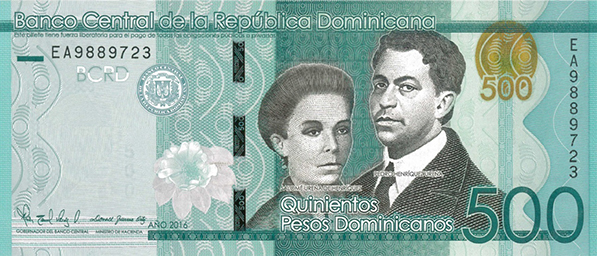 Banco Central de la República Dominicana
Este billete tiene fuerza liberatoria para el pago de todas las obligaciones públicas o privadas
EA9889723
BCRD
500
EA9889723
PEDRO HENRÍQUEZ UREÑA
SALOMÉ UREÑA DE HENRÍQUEZ
Quinientos
Pesos Dominicanos
500
GOBERNADOR DEL BANCO CENTRAL
MINISTRO DE HACIENDA
AÑO 2016